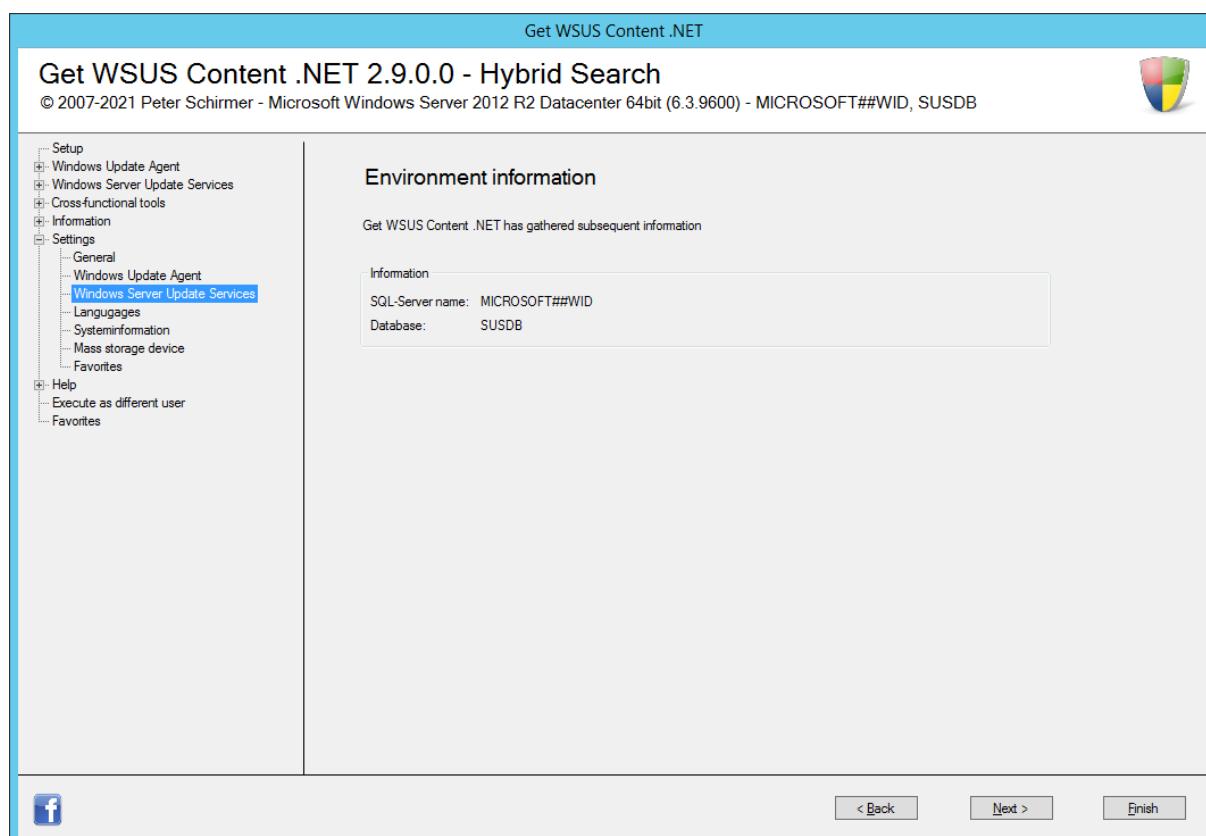 Get WSUS Content .NET
Get WSUS Content .NET 2.9.0.0 - Hybrid Search
© 2007-2021 Peter Schirmer - Microsoft Windows Server 2012 R2 Datacenter 64bit (6.3.9600) - MICROSOFT##WID, SUSDB
Setup
Windows Update Agent
Windows Server Update Services
Cross-functional tools
Information
Settings
General
Windows Update Agent
Windows Server Update Services
Langugages
Systeminformation
Mass storage device
Favorites
Help
Execute as different user
Favorites
Environment information
Get WSUS Content .NET has gathered subsequent information
Information
SQL-Server name: MICROSOFT##WID
Database: SUSDB
f
< Back Next > Finish